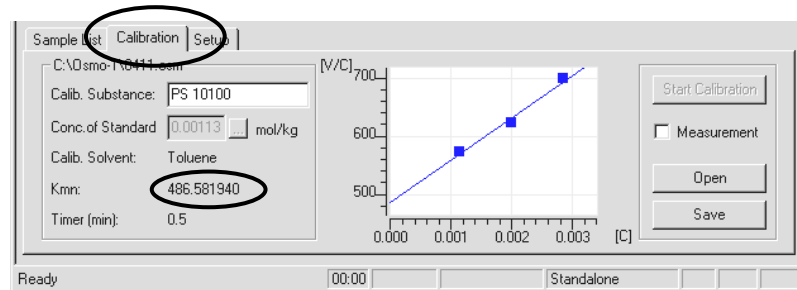 Sample List Calibration Setup
C:\Osmo-1\0411.osm
Calib. Substance: PS 10100
Conc.of Standard 0.00113 ... mol/kg
Calib. Solvent: Toluene
Kmn: 486.581940
Timer (min): 0.5
[V/C]
700
600
500
0.000 0.001 0.002 0.003 [C]
Start Calibration
Measurement
Open
Save
Ready 00:00 Standalone